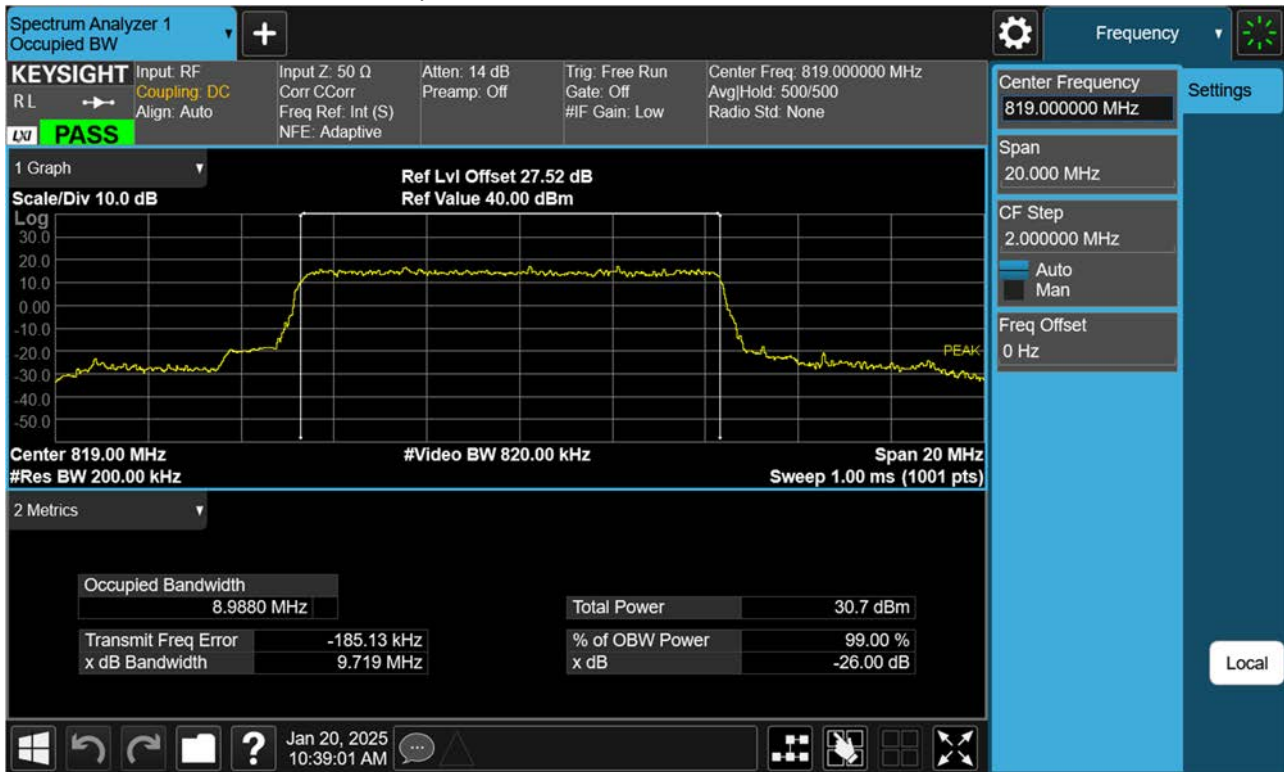 Spectrum Analyzer 1
Occupied BW
+
Frequency
KEYSIGHT
RL
LXI
PASS
Input: RF
Coupling: DC
Align: Auto
Input Z: 50 Ω
Corr CCorr
Freq Ref: Int (S)
NFE: Adaptive
Atten: 14 dB
Preamp: Off
Trig: Free Run
Gate: Off
#IF Gain: Low
Center Freq: 819.000000 MHz
Avg|Hold: 500/500
Radio Std: None
1 Graph
Scale/Div 10.0 dB
Ref Lvl Offset 27.52 dB
Ref Value 40.00 dBm
Log
30.0
20.0
10.0
0.00
-10.0
-20.0
-30.0
-40.0
-50.0
PEAK
Center 819.00 MHz
#Video BW 820.00 kHz
Span 20 MHz
#Res BW 200.00 kHz
Sweep 1.00 ms (1001 pts)
2 Metrics
Occupied Bandwidth
8.9880 MHz
Total Power 30.7 dBm
Transmit Freq Error -185.13 kHz
% of OBW Power 99.00 %
x dB Bandwidth 9.719 MHz
x dB -26.00 dB
Center Frequency
819.000000 MHz
Settings
Span
20.000 MHz
CF Step
2.000000 MHz
Auto
Man
Freq Offset
0 Hz
Local
?
Jan 20, 2025
10:39:01 AM